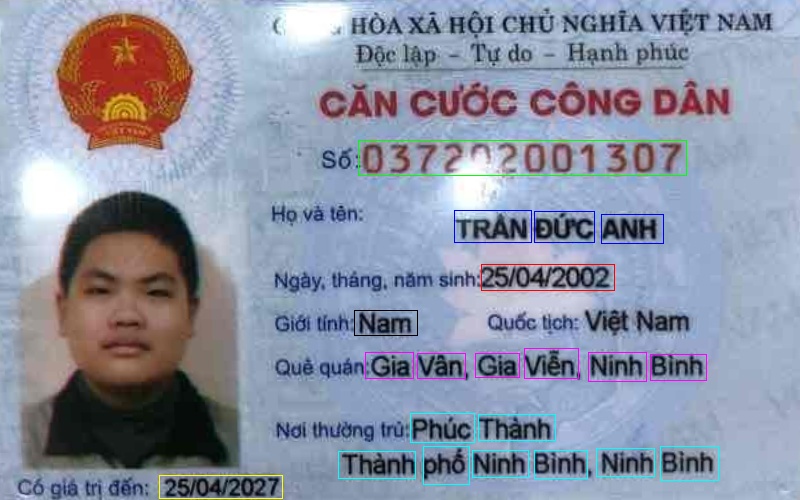 HÒA XÃ HỘI CHỦ NGHĨA VIỆT NAM
Độc lập - Tự do - Hạnh phúc
CĂN CƯỚC CÔNG DÂN
Số: 037202001307
Họ và tên: TRẦN ĐỨC ANH
Ngày, tháng, năm sinh: 25/04/2002
Giới tính: Nam Quốc tịch: Việt Nam
Quê quán: Gia Vân, Gia Viễn, Ninh Bình
Nơi thường trú: Phúc Thành
Thành phố Ninh Bình, Ninh Bình
Có giá trị đến: 25/04/2027